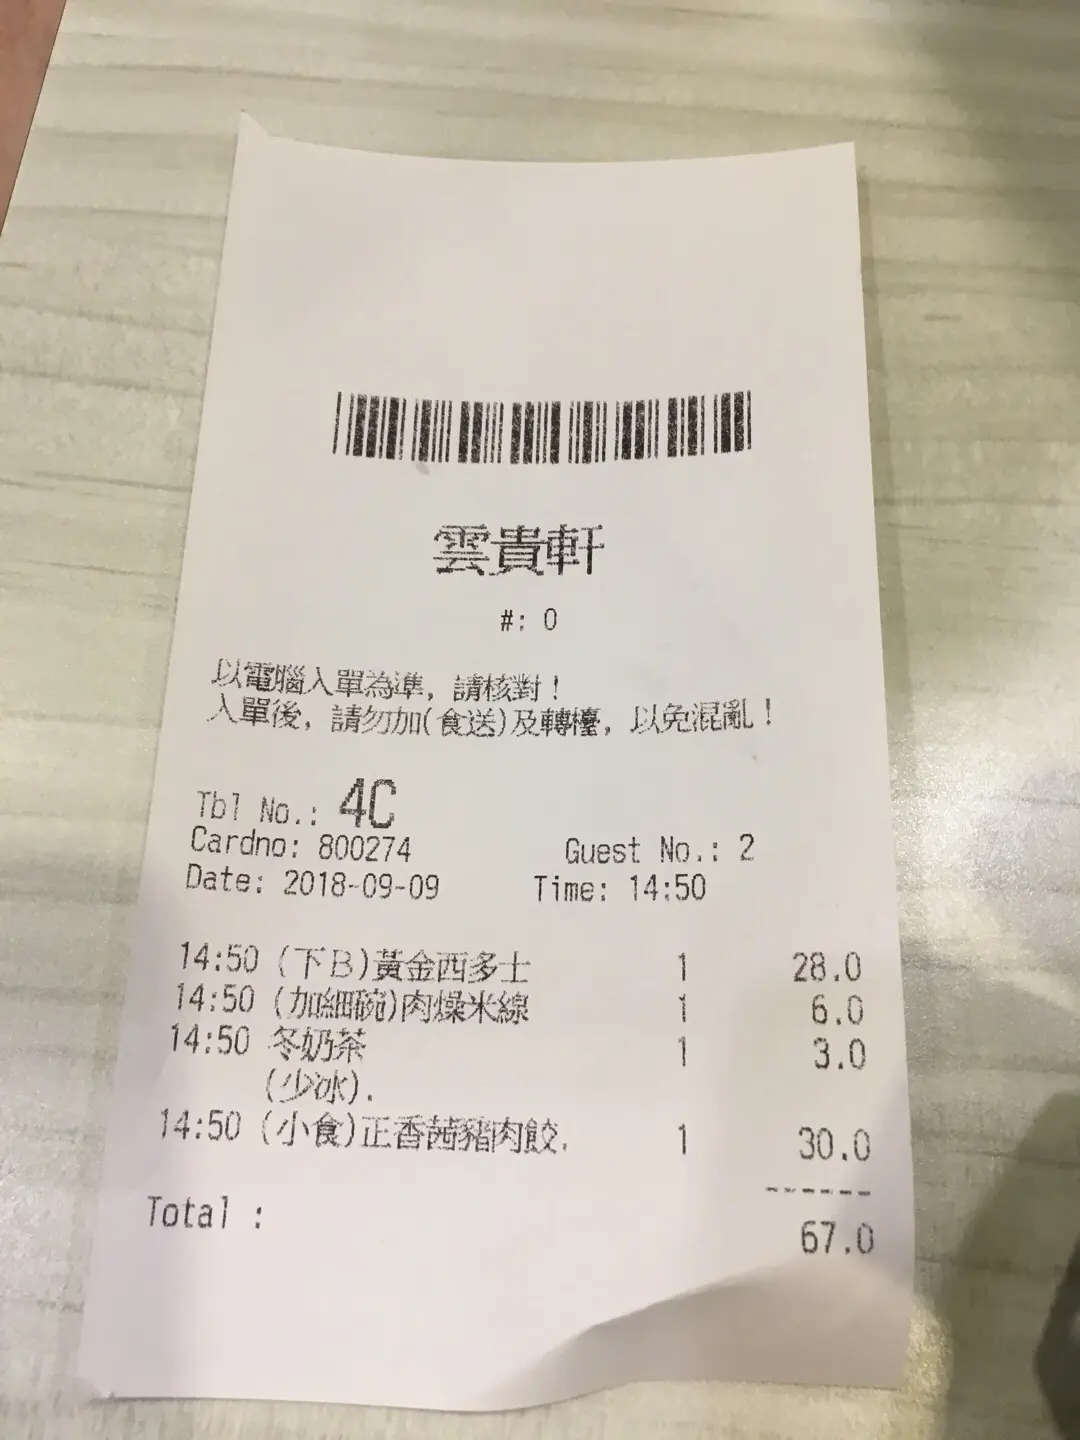 雲貴軒
#: 0
以電腦入單為準, 請核對!
入單後, 請勿加(食送)及轉檯, 以免混亂!
Tbl No.: 4C
Cardno: 800274 Guest No.: 2
Date: 2018-09-09 Time: 14:50
14:50 (下B)黃金西多士 1 28.0
14:50 (加細碗)肉燥米線 1 6.0
14:50 冬奶茶 1 3.0
(少冰).
14:50 (小食)正香茜豬肉餃. 1 30.0
------
Total : 67.0